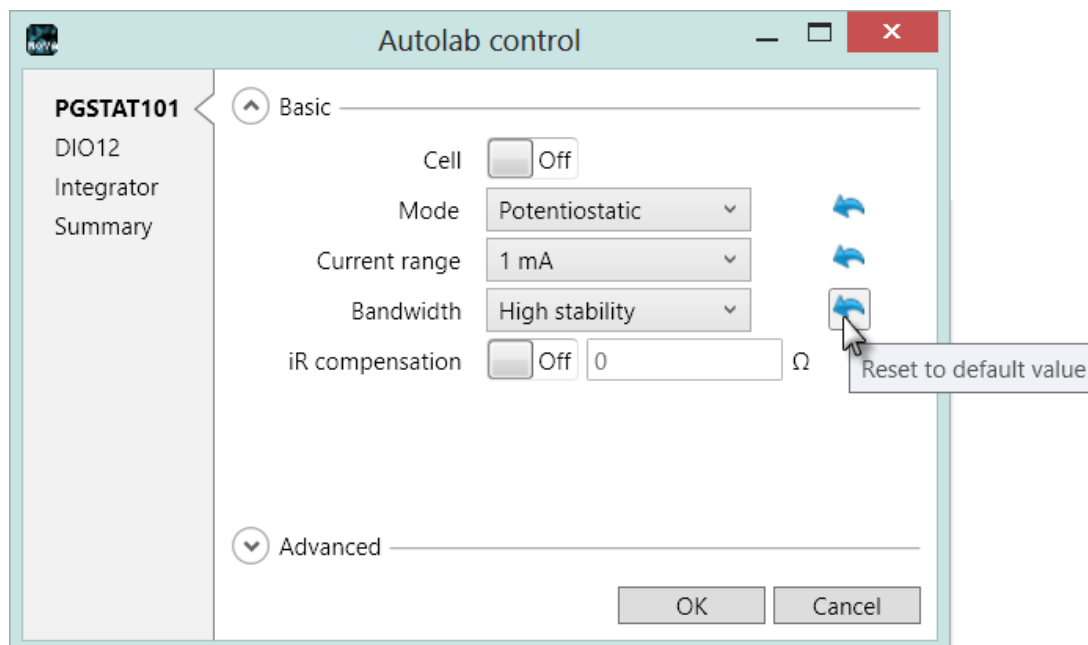 Nova
Autolab control
PGSTAT101
DIO12
Integrator
Summary
Basic
Cell Off
Mode Potentiostatic
Current range 1 mA
Bandwidth High stability
iR compensation Off 0 Ω
Reset to default value
Advanced
OK Cancel